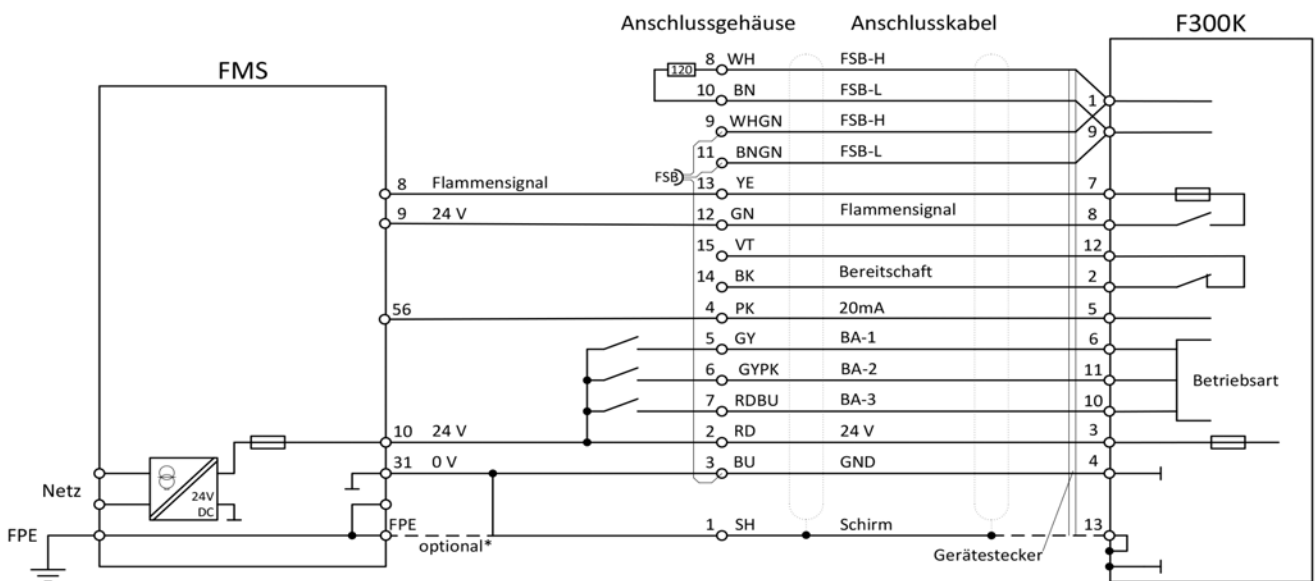 Anschlussgehäuse Anschlusskabel F300K
FMS
8 WH FSB-H
120
10 BN FSB-L
1
9 WHGN FSB-H
9
11 BNGN FSB-L
FSB
8 Flammensignal 13 YE 7
9 24 V 12 GN Flammensignal 8
15 VT 12
14 BK Bereitschaft 2
56 4 PK 20mA 5
5 GY BA-1 6
6 GYPK BA-2 11
Betriebsart
7 RDBU BA-3 10
10 24 V 2 RD 24 V 3
31 0 V 3 BU GND 4
Netz
24V
DC
FPE FPE 1 SH Schirm 13
optional*
Gerätestecker